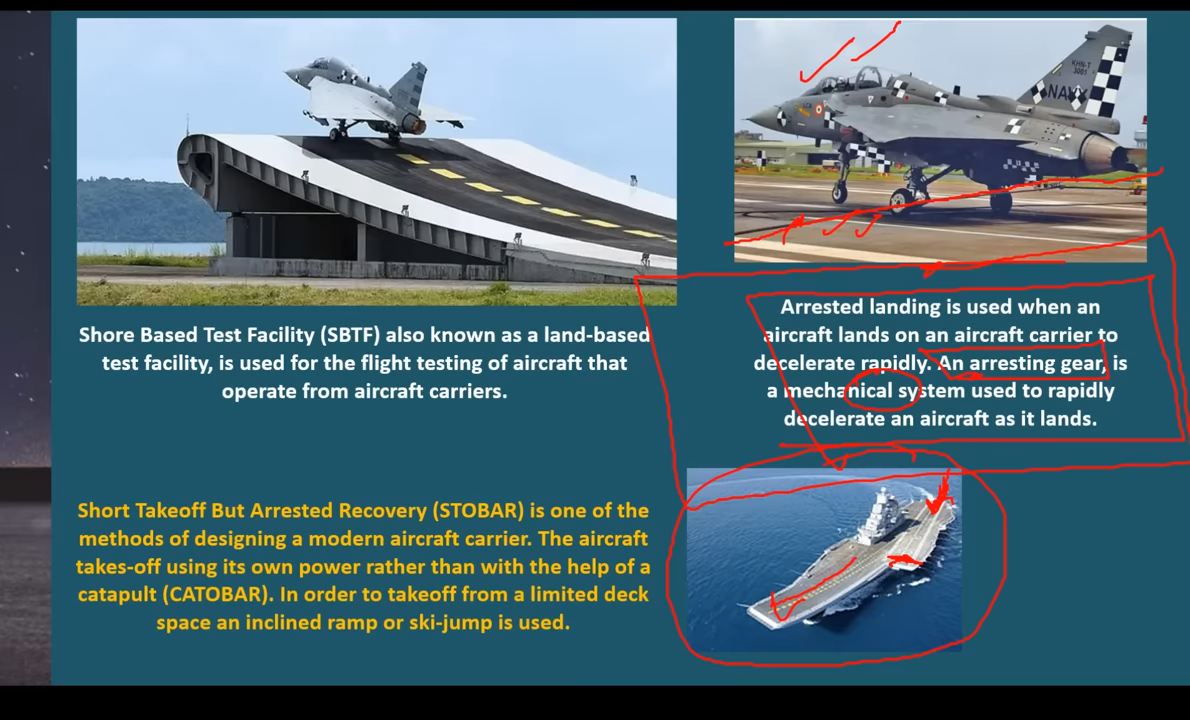 KHN-T
3001
NAVY
Shore Based Test Facility (SBTF) also known as a land-based
test facility, is used for the flight testing of aircraft that
operate from aircraft carriers.
Arrested landing is used when an
aircraft lands on an aircraft carrier to
decelerate rapidly. An arresting gear, is
a mechanical system used to rapidly
decelerate an aircraft as it lands.
Short Takeoff But Arrested Recovery (STOBAR) is one of the
methods of designing a modern aircraft carrier. The aircraft
takes-off using its own power rather than with the help of a
catapult (CATOBAR). In order to takeoff from a limited deck
space an inclined ramp or ski-jump is used.